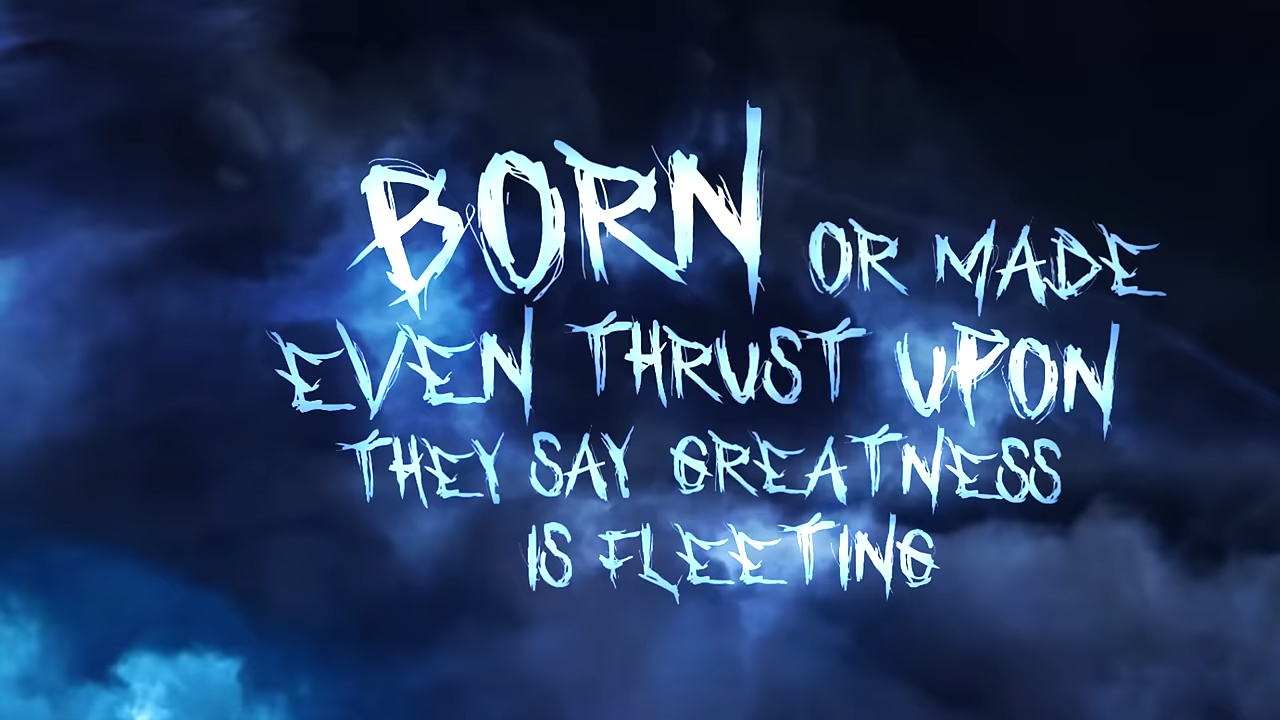 BORN OR MADE
EVEN THRUST UPON
THEY SAY GREATNESS
IS FLEETING